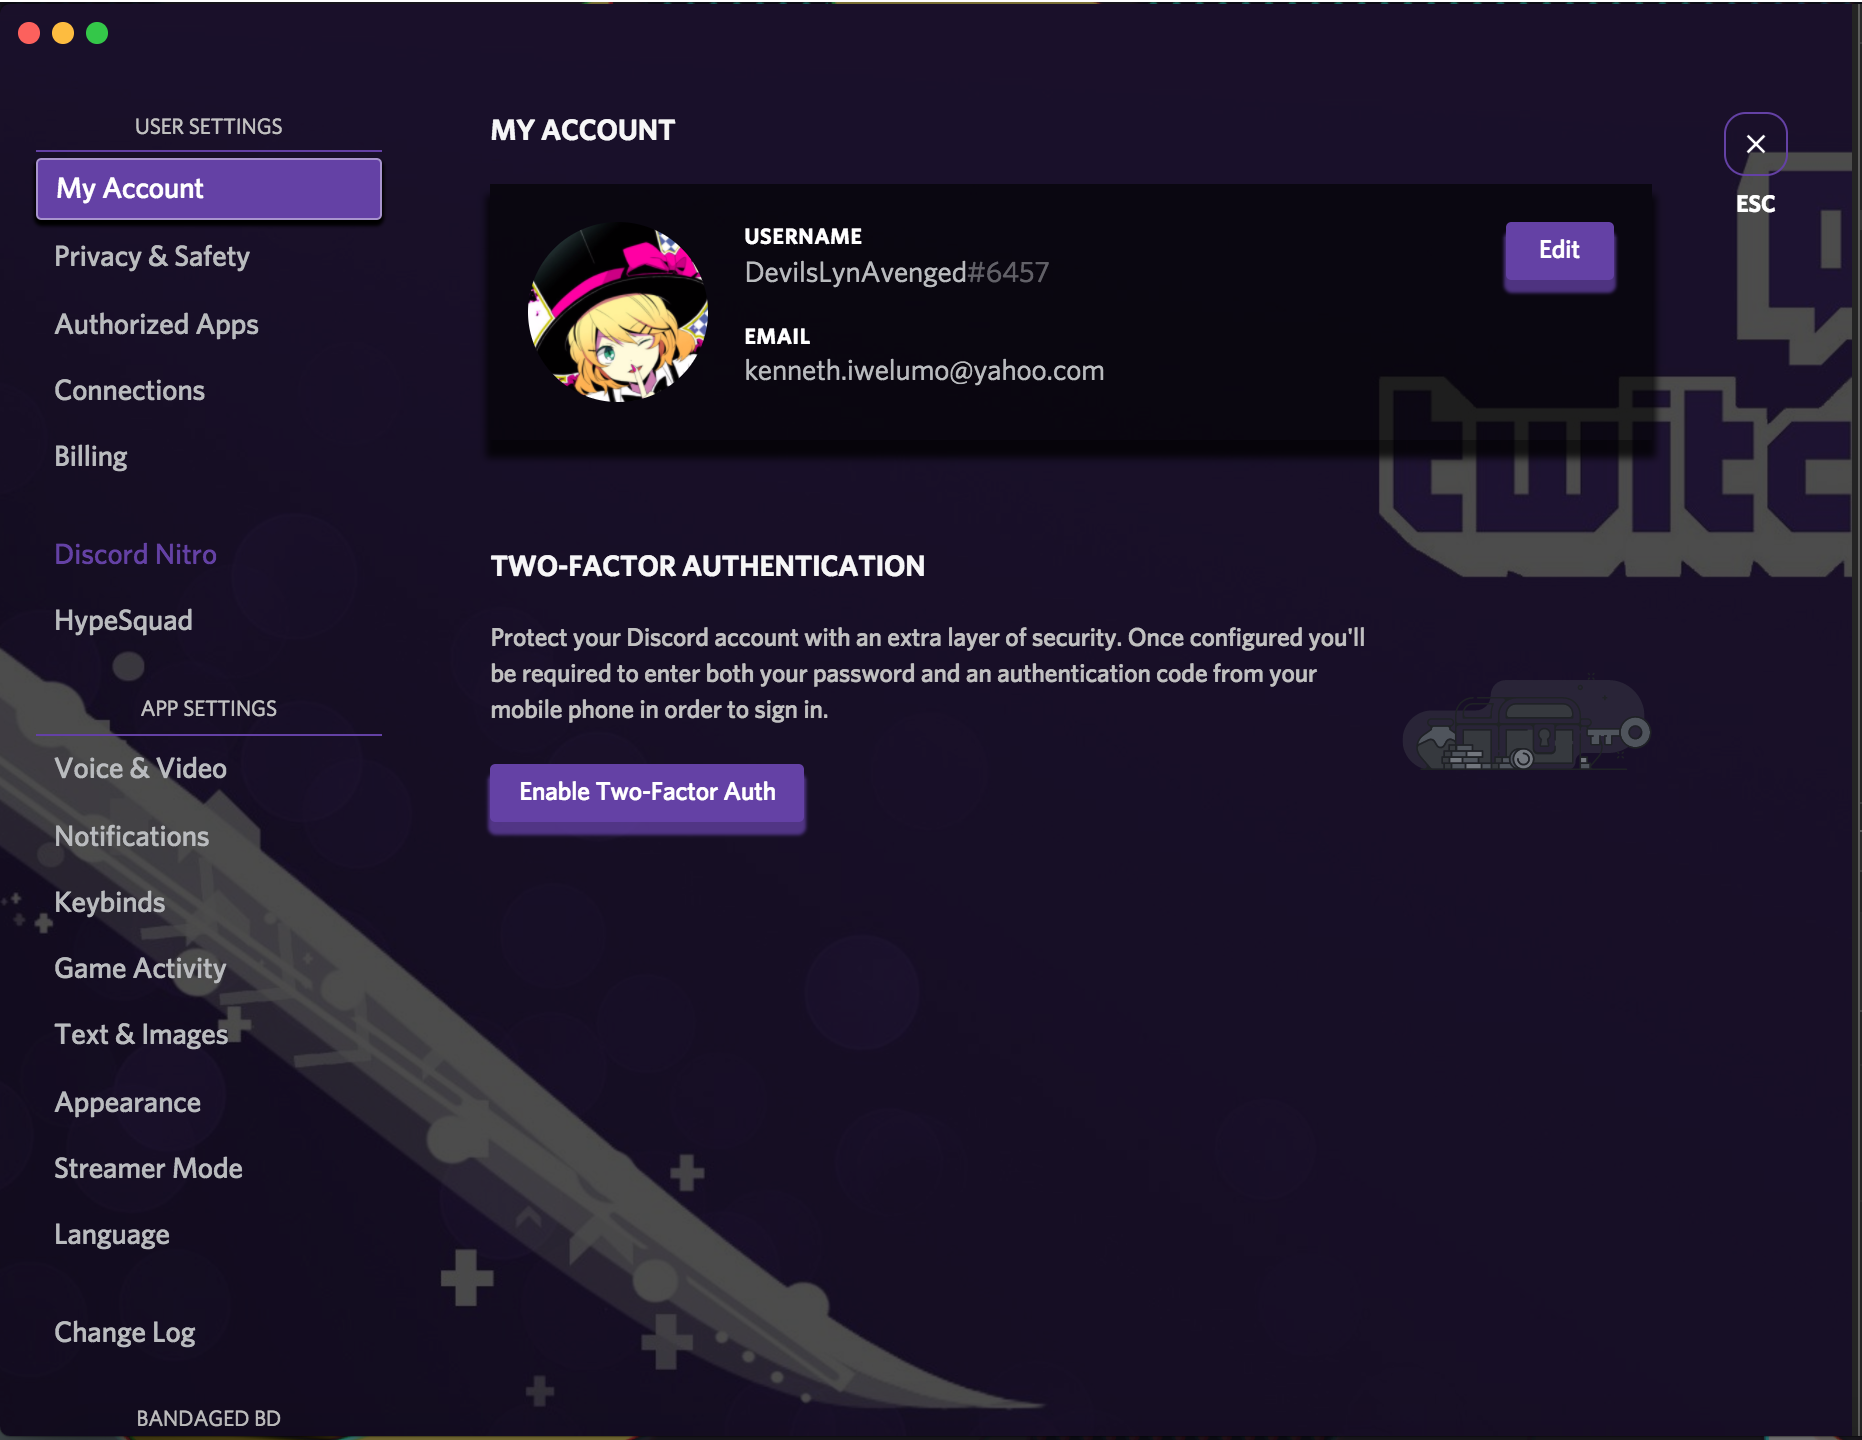 USER SETTINGS
My Account
Privacy & Safety
Authorized Apps
Connections
Billing
Discord Nitro
HypeSquad
APP SETTINGS
Voice & Video
Notifications
Keybinds
Game Activity
Text & Images
Appearance
Streamer Mode
Language
Change Log
BANDAGED BD
MY ACCOUNT
USERNAME
DevilsLynAvenged#6457
Edit
EMAIL
kenneth.iwelumo@yahoo.com
ESC
TWO-FACTOR AUTHENTICATION
Protect your Discord account with an extra layer of security. Once configured you'll
be required to enter both your password and an authentication code from your
mobile phone in order to sign in.
Enable Two-Factor Auth
twitc